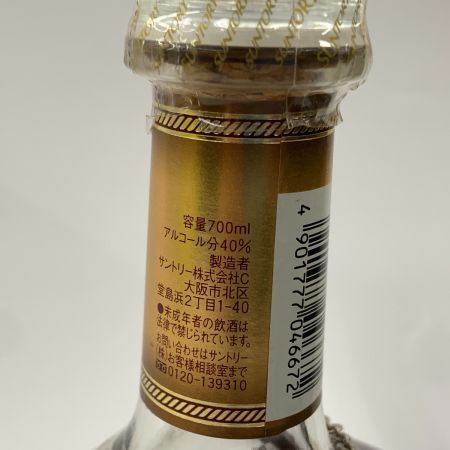 SUNTORY
容量700ml
アルコール分40%
製造者
サントリー株式会社C
大阪市北区
堂島浜2丁目1-40
●未成年者の飲酒は
法律で禁じられています。
お問い合わせはサントリー
(株)お客様相談室まで
0120-139310
4 901777 046672